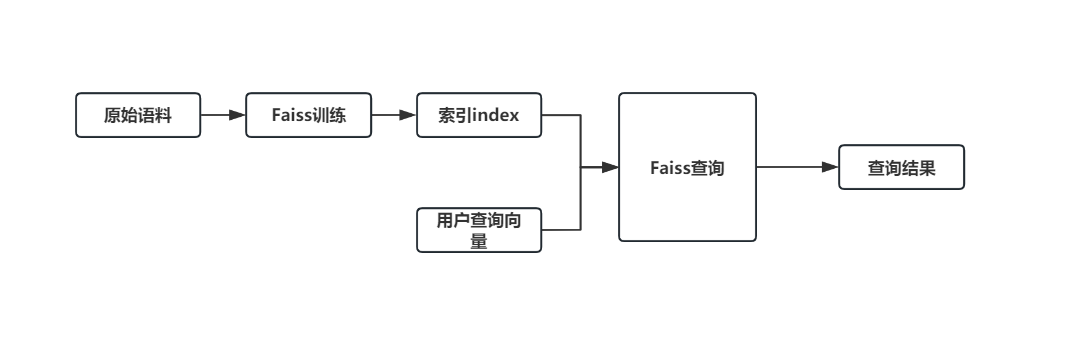 原始语料
Faiss训练
索引index
用户查询向
量
Faiss查询
查询结果